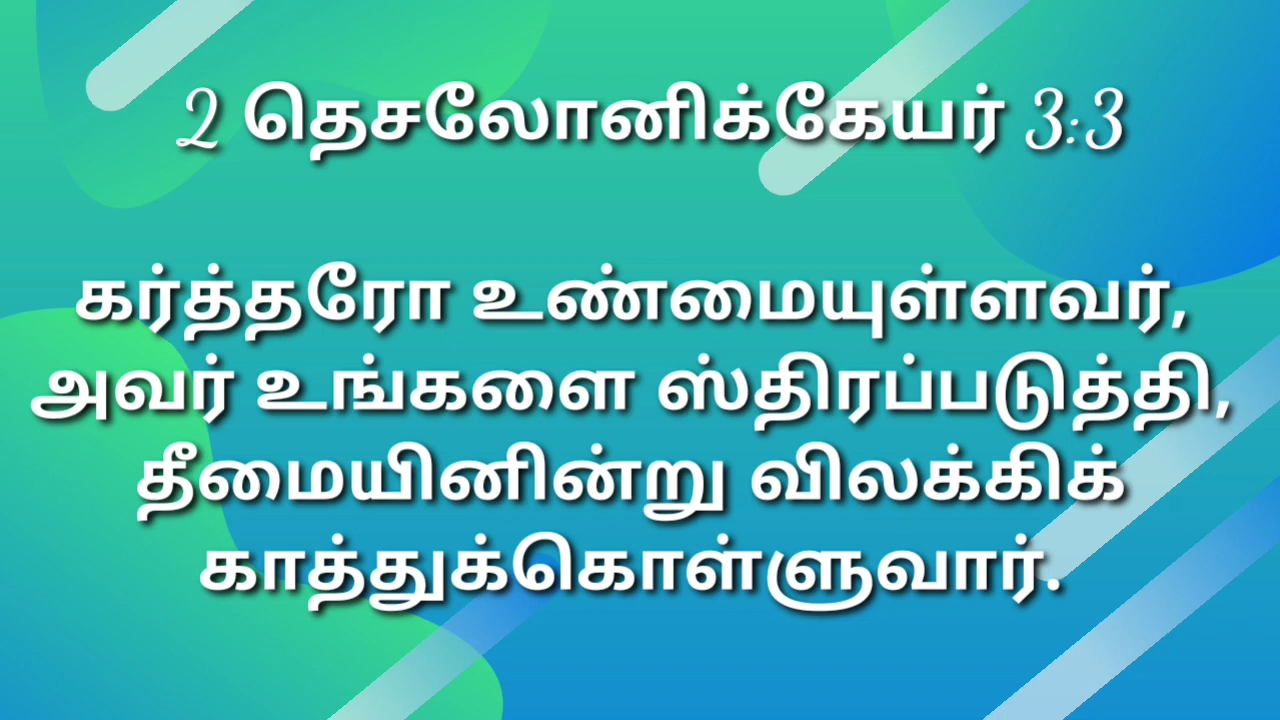 2 தெசலோனிக்கேயர் 3:3
கர்த்தரோ உண்மையுள்ளவர்,
அவர் உங்களை ஸ்திரப்படுத்தி,
தீமையினின்று விலக்கிக்
காத்துக்கொள்ளுவார்.